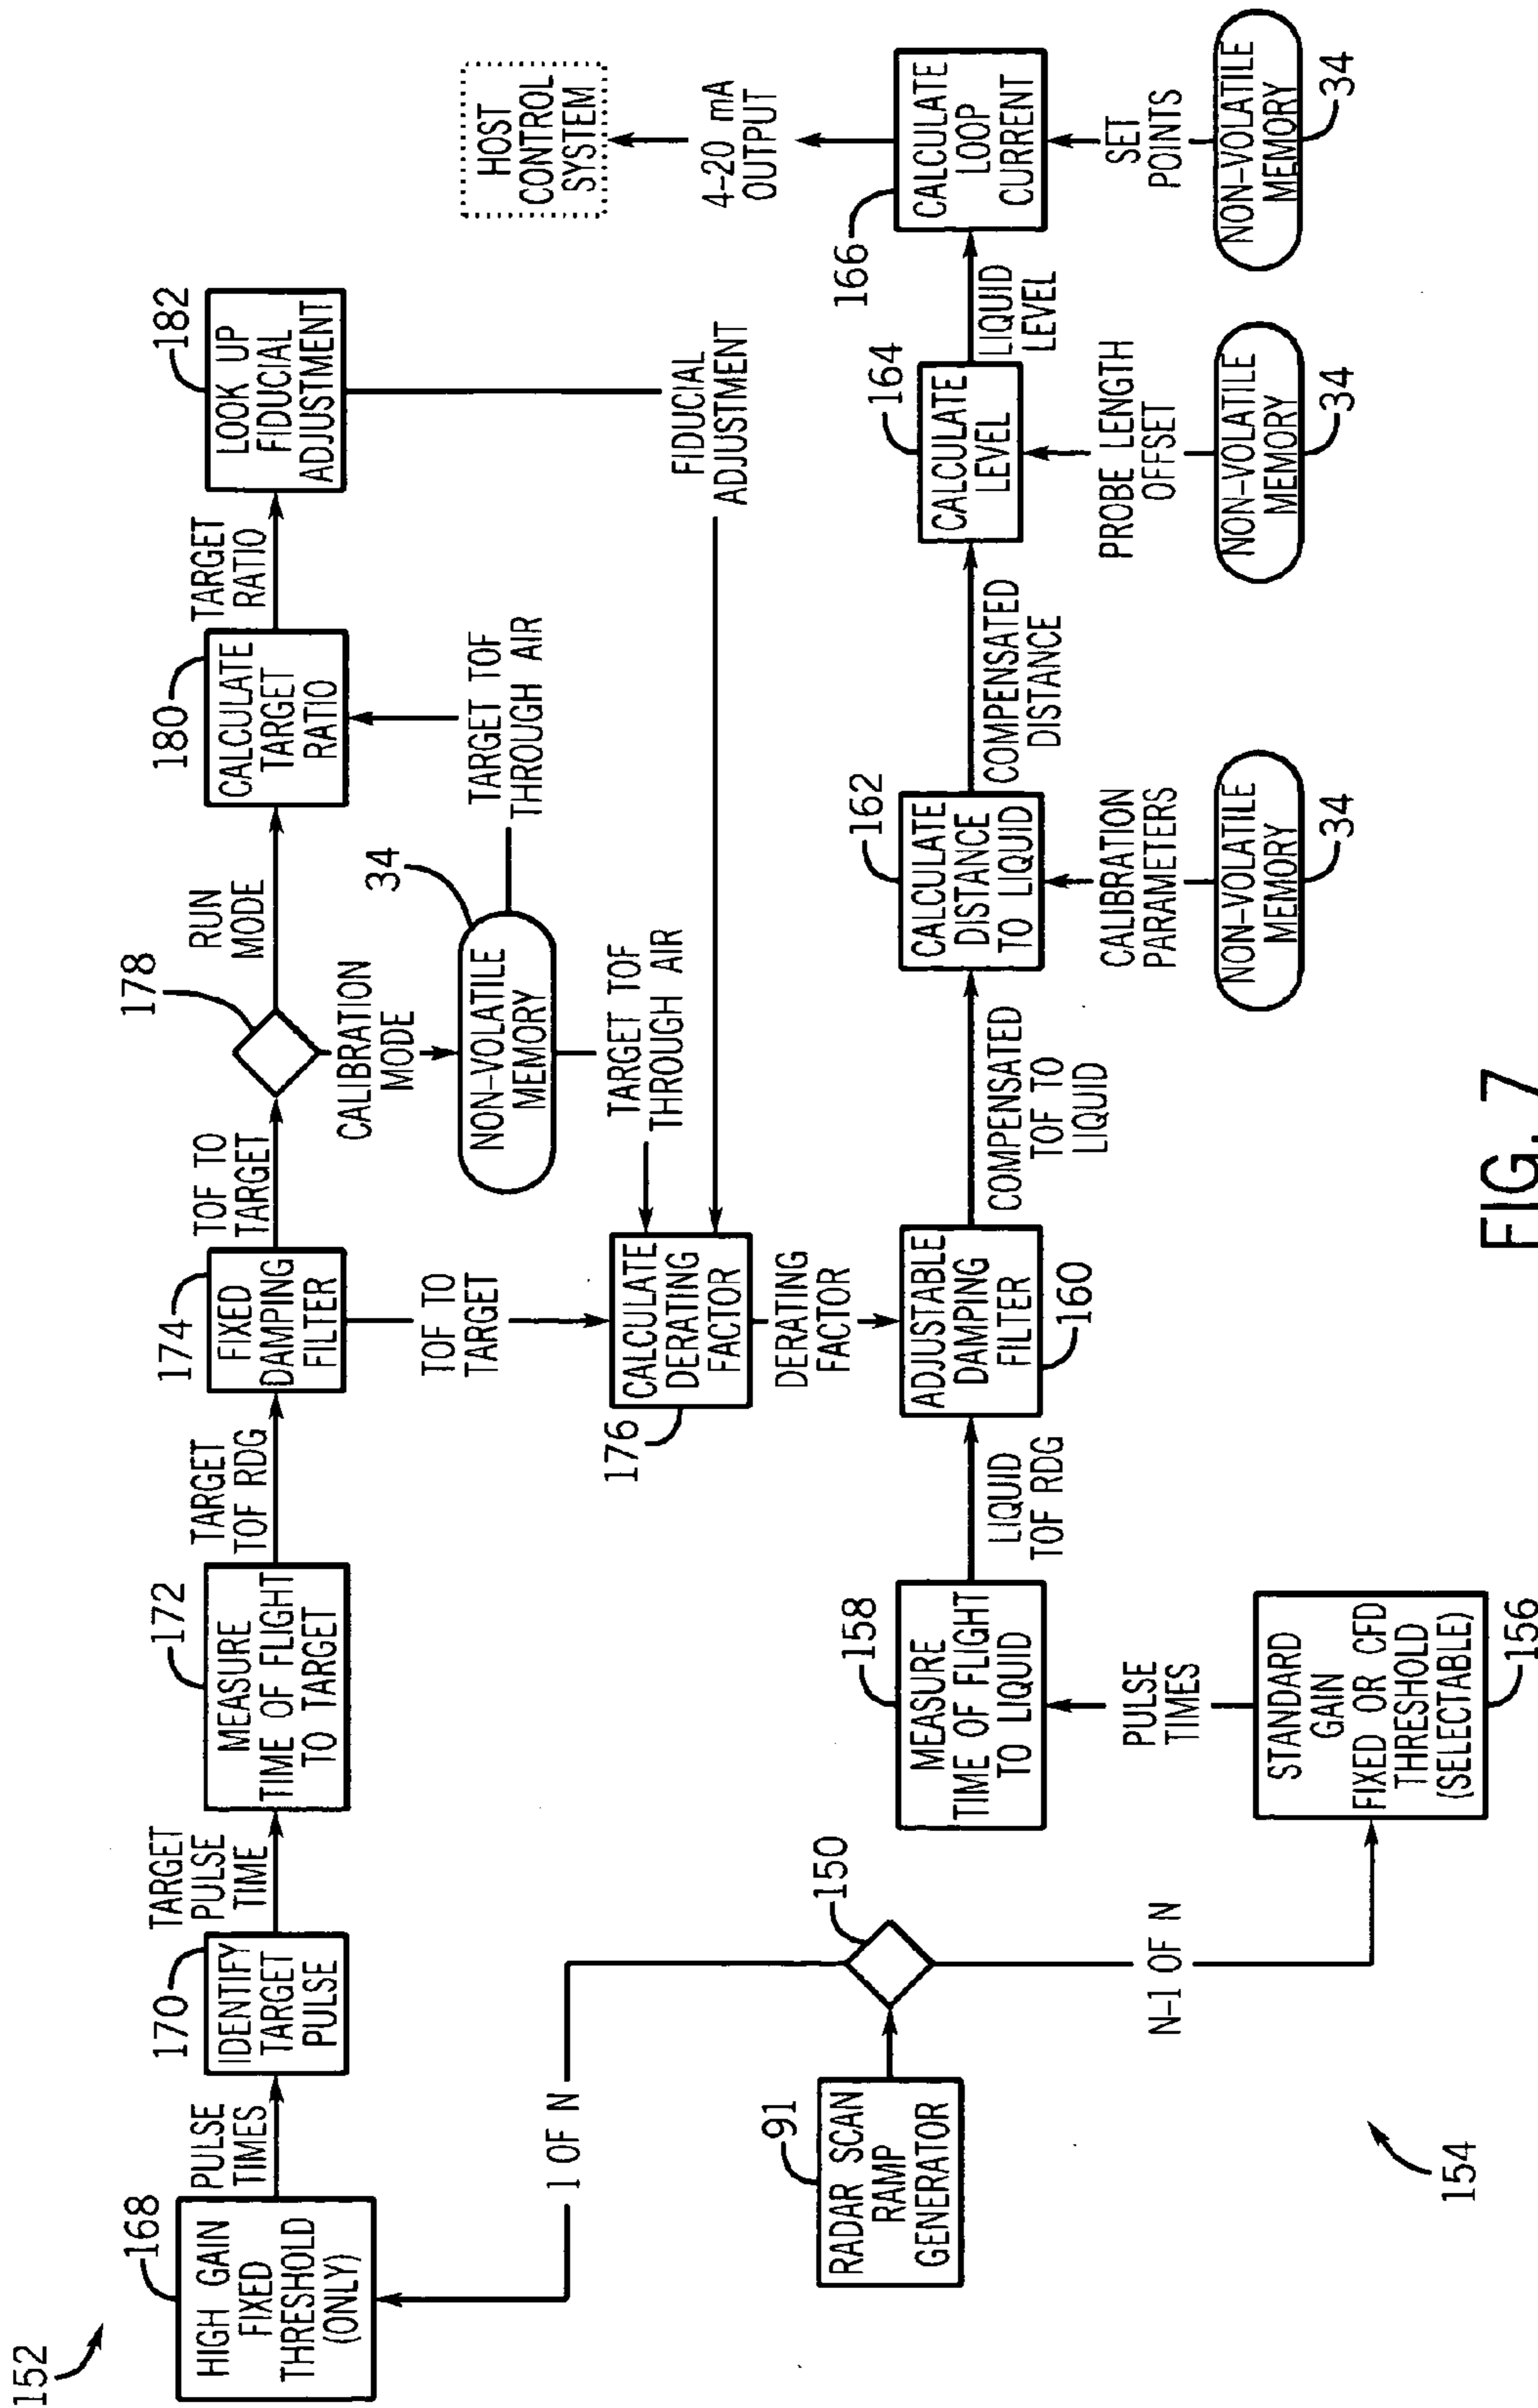 152
168
HIGH GAIN
FIXED
THRESHOLD
(ONLY)
PULSE
TIMES
170
IDENTIFY
TARGET
PULSE
TARGET
PULSE
TIME
172
MEASURE
TIME OF FLIGHT
TO TARGET
TARGET
TOF RDG
174
FIXED
DAMPING
FILTER
TOF TO
TARGET
178
RUN
MODE
180
CALCULATE
TARGET
RATIO
TARGET
RATIO
182
LOOK UP
FIDUCIAL
ADJUSTMENT
CALIBRATION
MODE
34
NON-VOLATILE
MEMORY
TARGET TOF
THROUGH AIR
TOF TO
TARGET
TARGET TOF
THROUGH AIR
FIDUCIAL
ADJUSTMENT
176
CALCULATE
DERATING
FACTOR
DERATING
FACTOR
HOST
CONTROL
SYSTEM
4-20 mA
OUTPUT
1 OF N
91
RADAR SCAN
RAMP
GENERATOR
150
N-1 OF N
158
MEASURE
TIME OF FLIGHT
TO LIQUID
LIQUID
TOF RDG
ADJUSTABLE
DAMPING
FILTER
160
COMPENSATED
TOF TO
LIQUID
162
CALCULATE
DISTANCE
TO LIQUID
COMPENSATED
DISTANCE
164
CALCULATE
LEVEL
LIQUID
LEVEL
166
CALCULATE
LOOP
CURRENT
PULSE
TIMES
STANDARD
GAIN
FIXED OR CFD
THRESHOLD
(SELECTABLE)
156
CALIBRATION
PARAMETERS
NON-VOLATILE
MEMORY
34
PROBE LENGTH
OFFSET
NON-VOLATILE
MEMORY
34
SET
POINTS
NON-VOLATILE
MEMORY
34
154
FIG. 7